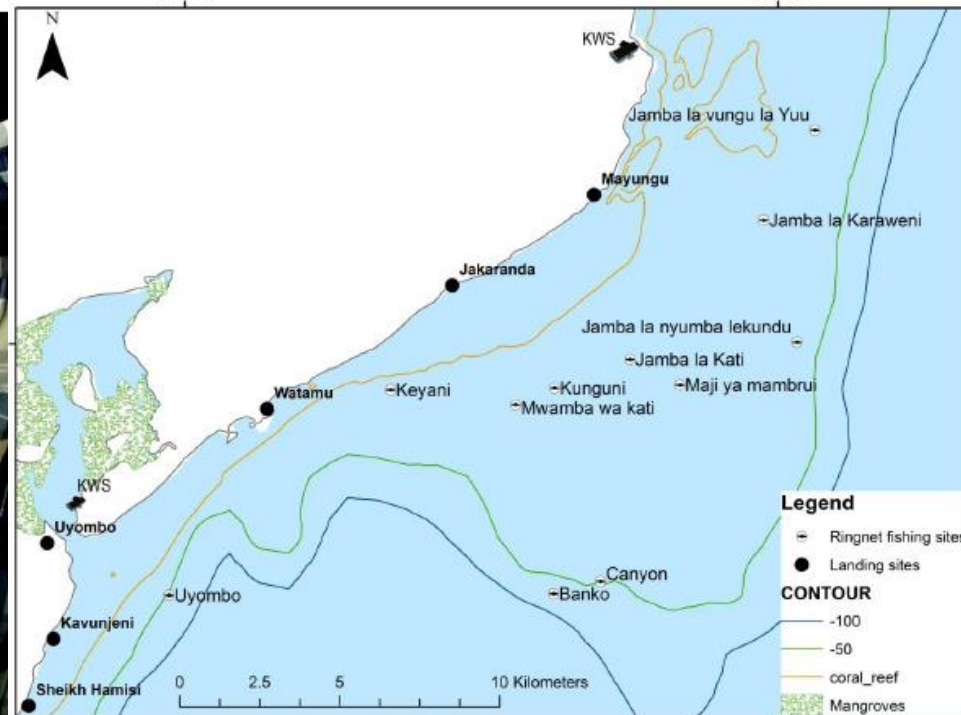 N
KWS
Jamba la vungu la Yuu
Mayungu
Jamba la Karaweni
Jakaranda
Jamba la nyumba lekundu
Jamba la Kati
Keyani
Kunguni
Maji ya mambrui
Watamu
Mwamba wa kati
KWS
Uyombo
Canyon
Uyombo
Banko
Kavunjeni
Sheikh Hamisi
0 2.5 5 10 Kilometers
Legend
Ringnet fishing sites
Landing sites
CONTOUR
-100
-50
coral_reef
Mangroves